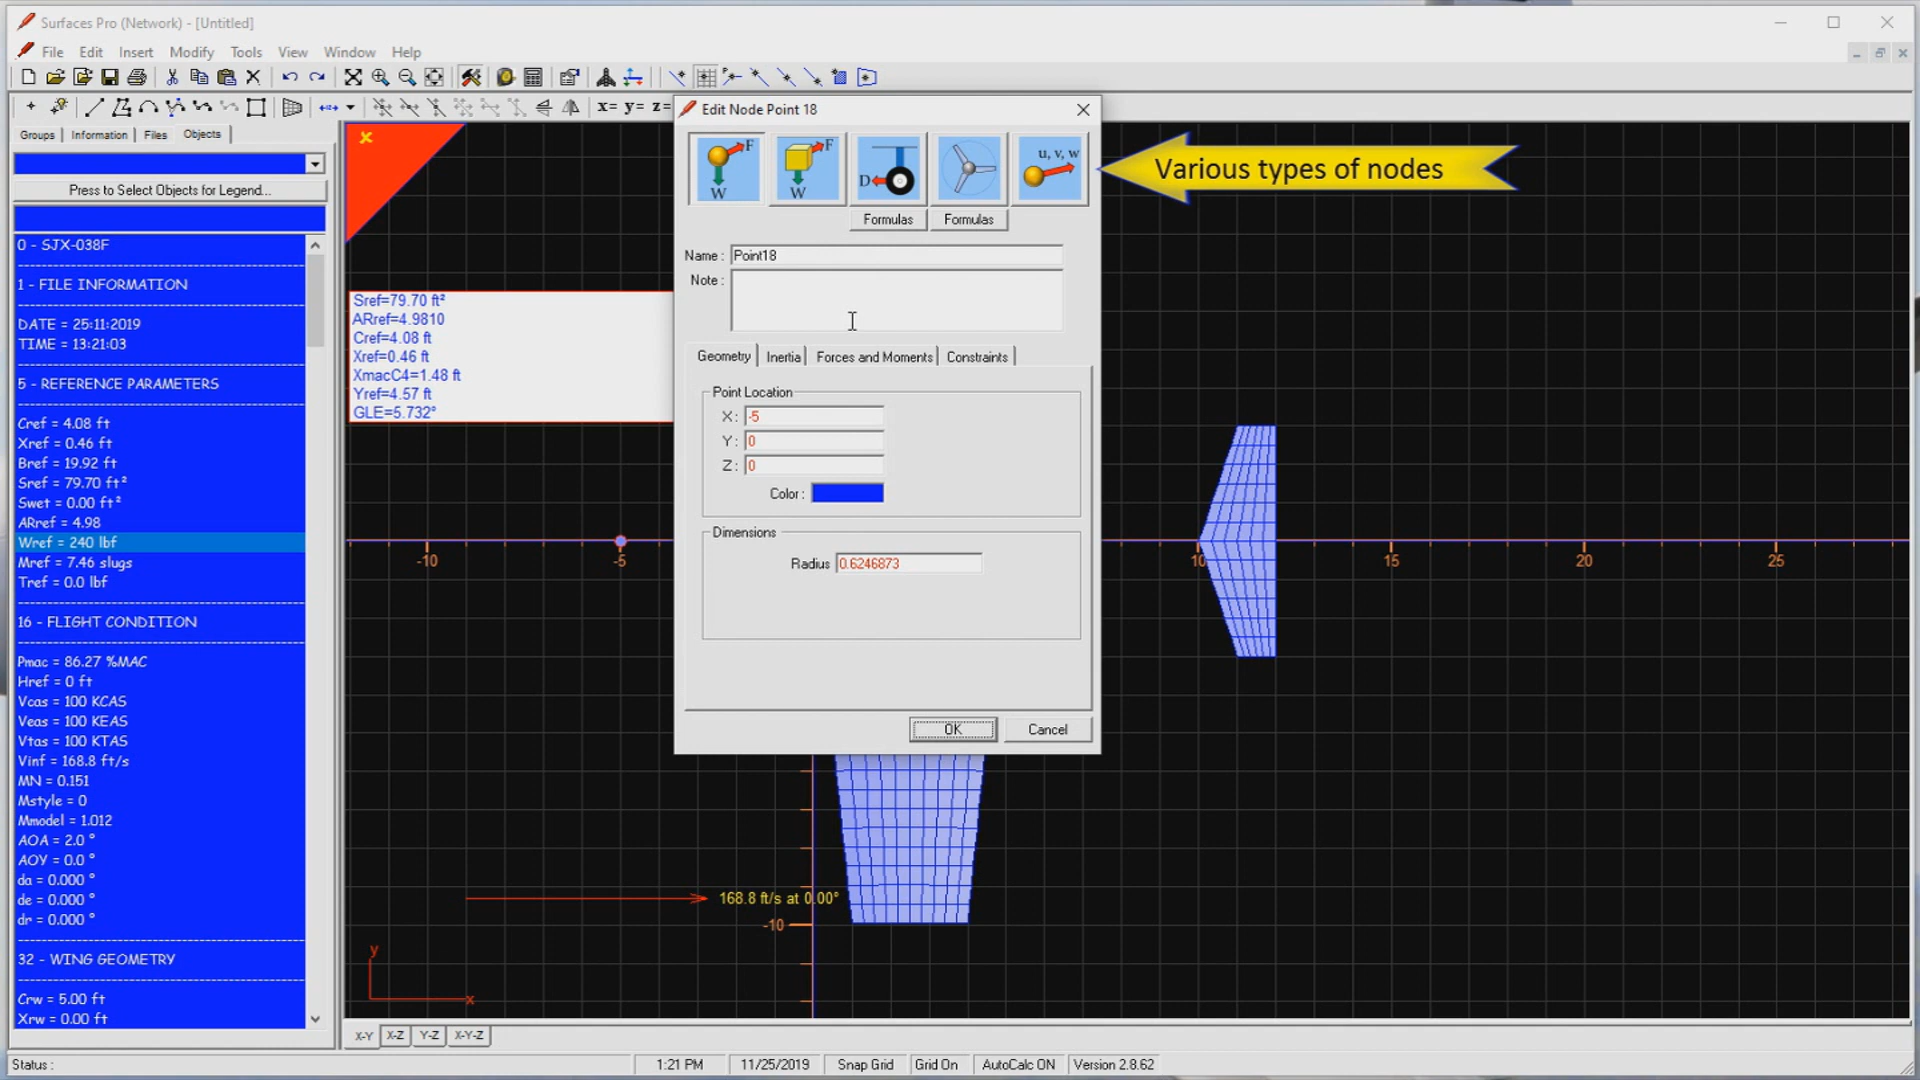 Surfaces Pro (Network) - [Untitled]
File Edit Insert Modify Tools View Window Help
x= y= z=
Groups Information Files Objects
Press to Select Objects for Legend...
0 - SJX-038F
1 - FILE INFORMATION
DATE = 25:11:2019
TIME = 13:21:03
5 - REFERENCE PARAMETERS
Cref = 4.08 ft
Xref = 0.46 ft
Bref = 19.92 ft
Sref = 79.70 ft²
Swet = 0.00 ft²
ARref = 4.98
Wref = 240 lbf
Mref = 7.46 slugs
Tref = 0.0 lbf
16 - FLIGHT CONDITION
Pmac = 86.27 %MAC
Href = 0 ft
Vcas = 100 KCAS
Veas = 100 KEAS
Vtas = 100 KTAS
Vinf = 168.8 ft/s
MN = 0.151
Mstyle = 0
Mmodel = 1.012
AOA = 2.0 °
AOY = 0.0 °
da = 0.000 °
de = 0.000 °
dr = 0.000 °
32 - WING GEOMETRY
Crw = 5.00 ft
Xrw = 0.00 ft
Sref=79.70 ft²
ARref=4.9810
Cref=4.08 ft
Xref=0.46 ft
XmacC4=1.48 ft
Yref=4.57 ft
GLE=5.732°
-10 -5 10 15 20 25
168.8 ft/s at 0.00°
-10
y
x
Edit Node Point 18
F W
F W
D
u, v, w
Various types of nodes
Formulas Formulas
Name : Point18
Note :
Geometry Inertia Forces and Moments Constraints
Point Location
X: -5
Y: 0
Z: 0
Color :
Dimensions
Radius 0.6246873
OK Cancel
X-Y X-Z Y-Z X-Y-Z
Status : 1:21 PM 11/25/2019 Snap Grid Grid On AutoCalc ON Version 2.8.62